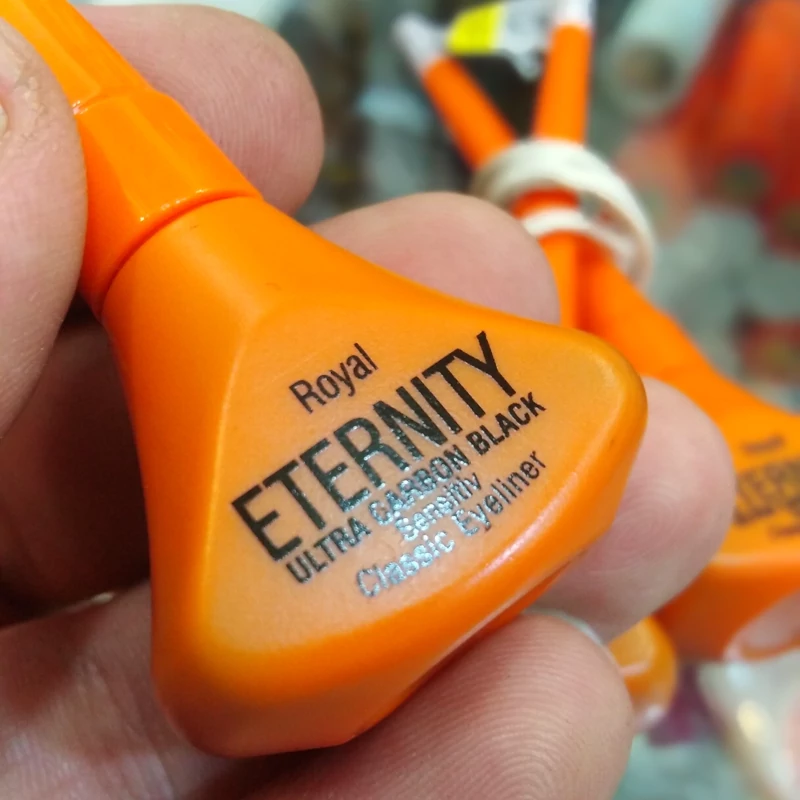 Royal
ETERNITY
ULTRA CARBON BLACK
Sensitiv
Classic Eyeliner